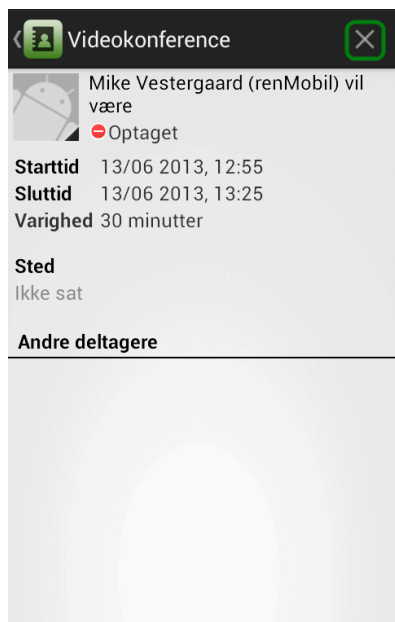 Videokonference
Mike Vestergaard (renMobil) vil
være
Optaget
Starttid 13/06 2013, 12:55
Sluttid 13/06 2013, 13:25
Varighed 30 minutter
Sted
Ikke sat
Andre deltagere